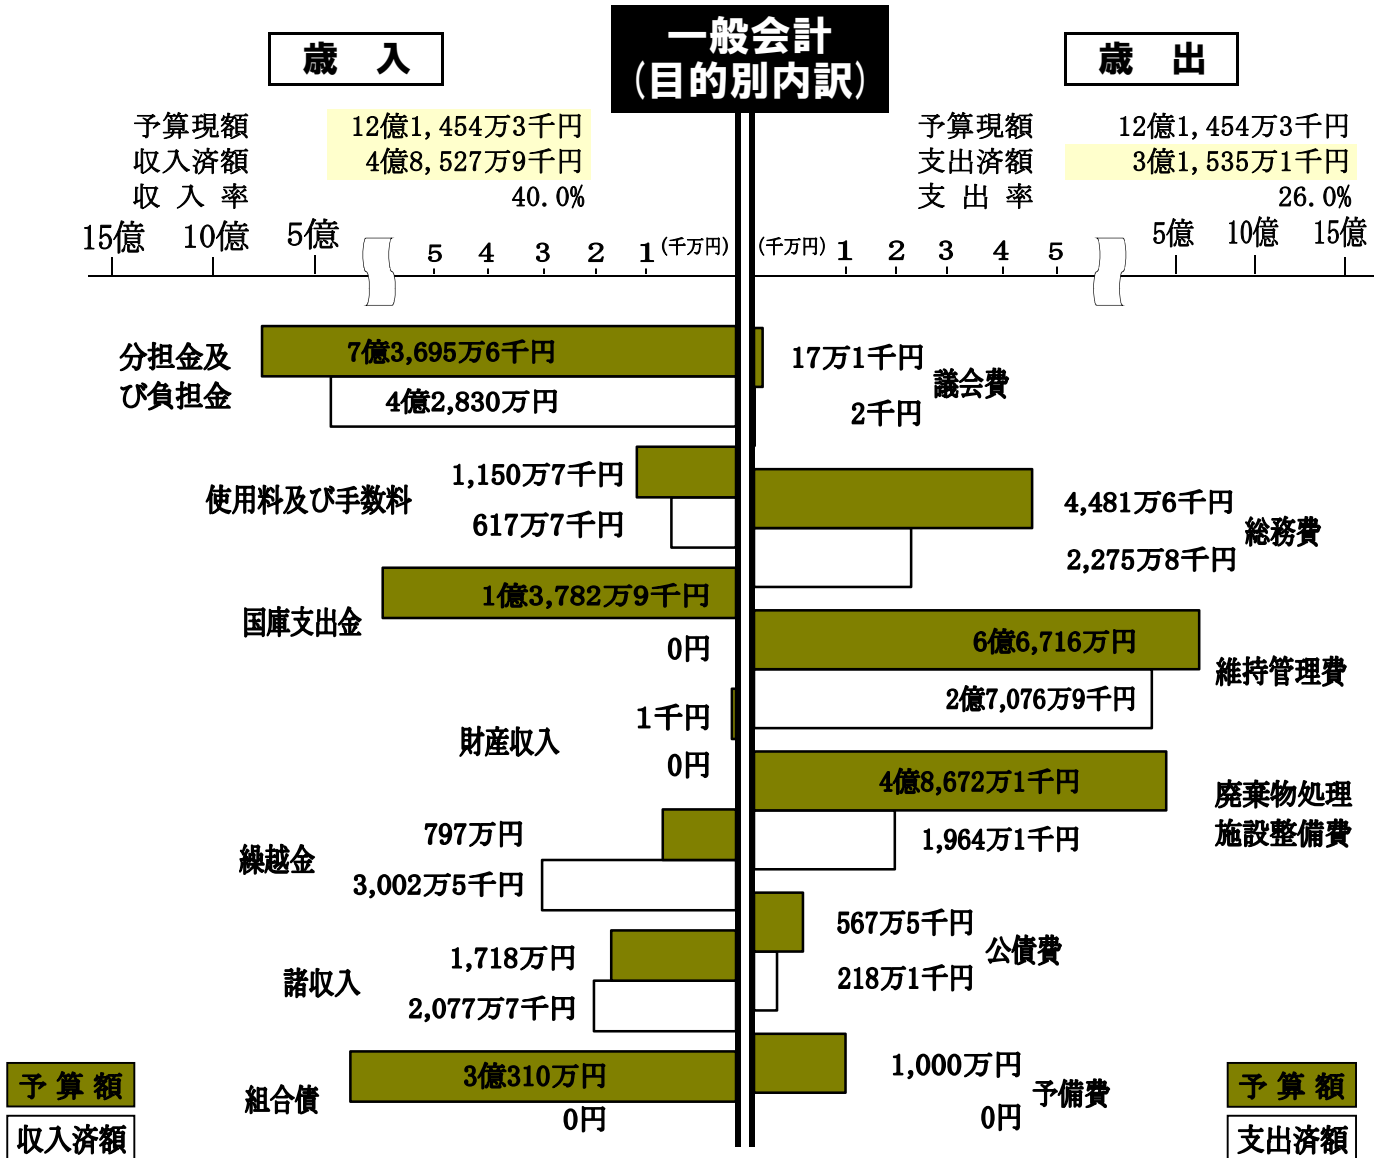 一般会計
(目的別内訳)
歳 入
予算現額 12億1,454万3千円
収入済額 4億8,527万9千円
収 入 率 40.0%
15億 10億 5億 5 4 3 2 1 (千万円)
分担金及
び負担金
7億3,695万6千円
4億2,830万円
使用料及び手数料
1,150万7千円
617万7千円
国庫支出金
1億3,782万9千円
0円
財産収入
1千円
0円
繰越金
797万円
3,002万5千円
諸収入
1,718万円
2,077万7千円
組合債
3億310万円
0円
予 算 額
収入済額
歳 出
予算現額 12億1,454万3千円
支出済額 3億1,535万1千円
支 出 率 26.0%
(千万円) 1 2 3 4 5 5億 10億 15億
17万1千円
2千円
議会費
4,481万6千円
2,275万8千円
総務費
6億6,716万円
2億7,076万9千円
維持管理費
4億8,672万1千円
1,964万1千円
廃棄物処理
施設整備費
567万5千円
218万1千円
公債費
1,000万円
0円
予備費
予 算 額
支出済額